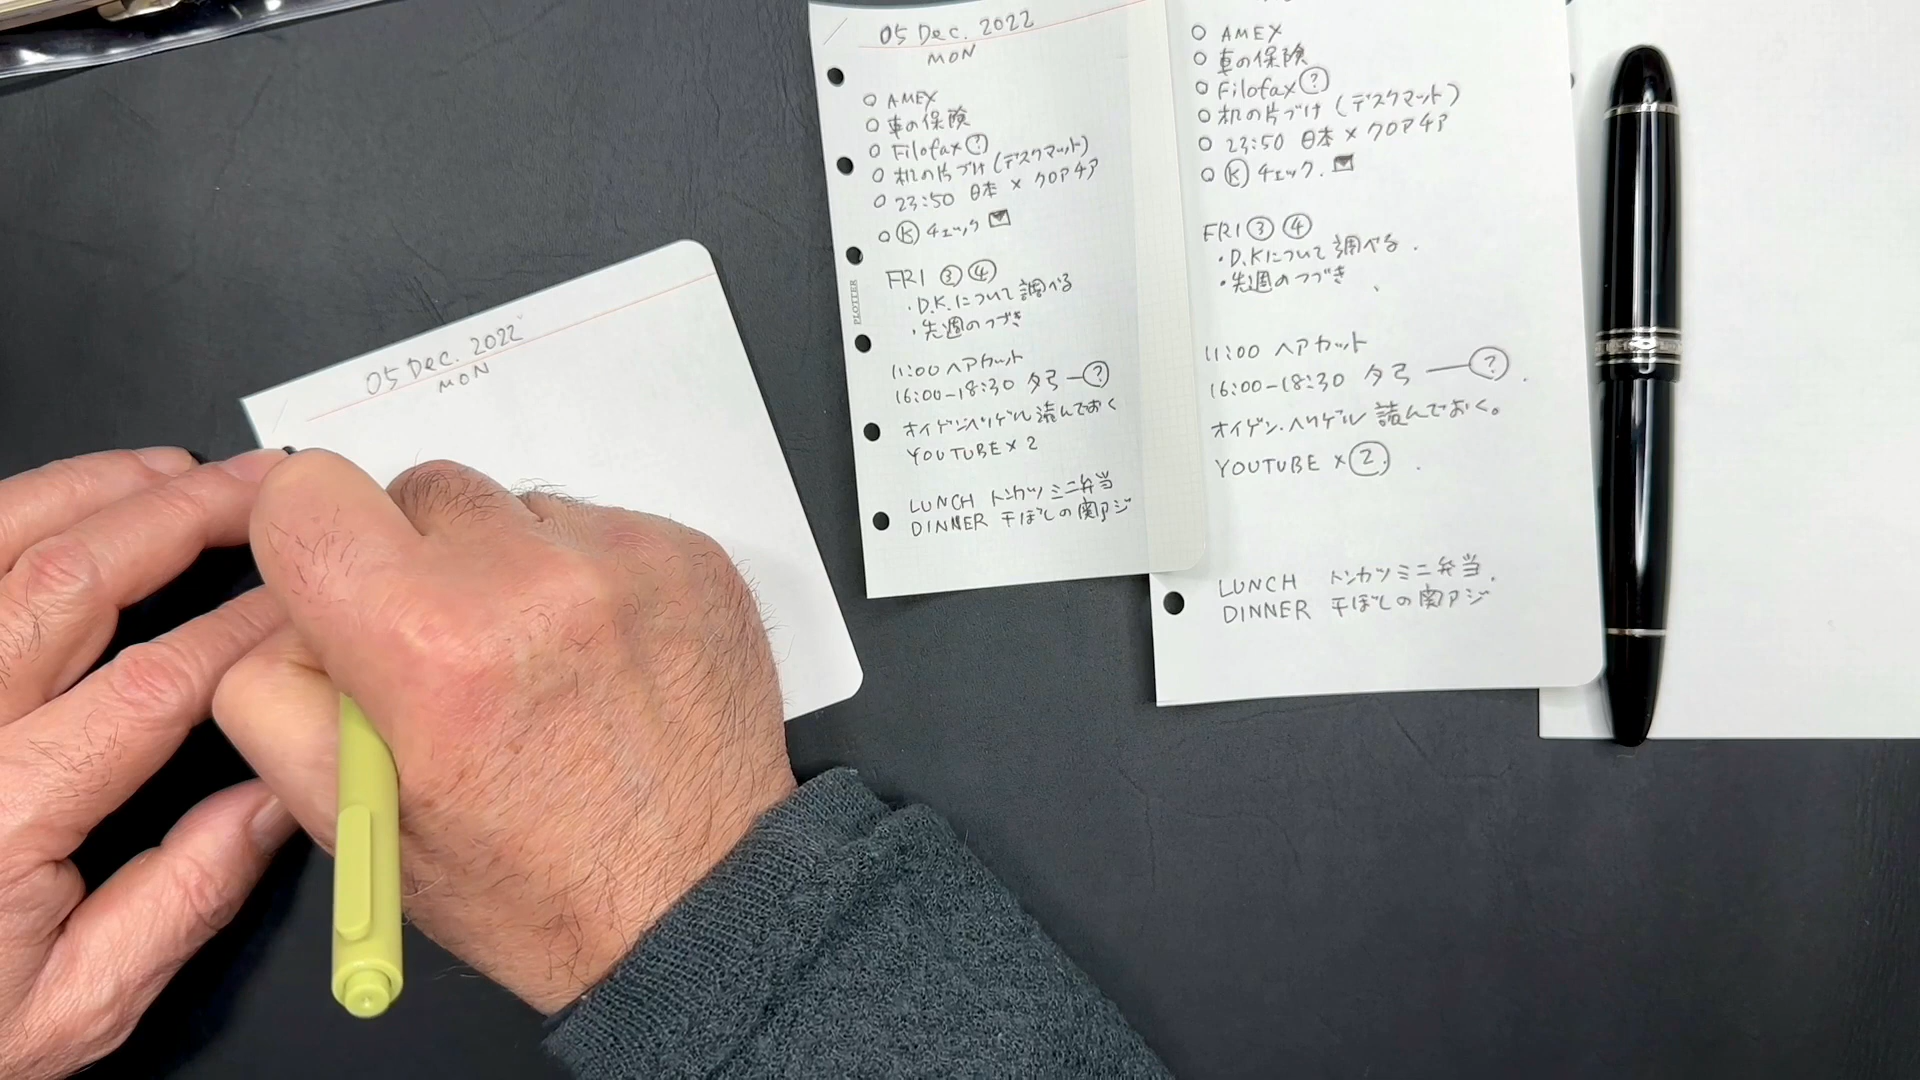 05 Dec. 2022
MON
05 Dec. 2022
MON
○ AMEX
○ 車の保険
○ Filofax ?
○ 机の片づけ (デスクマット)
○ 23:50 日本 × クロアチア
○ Ⓚ チェック
FRI ③ ④
・D.K.について調べる
・先週のつづき
11:00 ヘアカット
16:00-18:30 夕弓 — ?
オイゲンヘリゲル 読んでおく
YOUTUBE × 2
LUNCH トンカツミニ弁当
DINNER 干ぼしの関アジ
PLOTTER
○ AMEX
○ 車の保険
○ Filofax ?
○ 机の片づけ (デスクマット)
○ 23:50 日本 × クロアチア
○ Ⓚ チェック.
FRI ③ ④
・D.Kについて調べる.
・先週のつづき
11:00 ヘアカット
16:00-18:30 夕弓 — ?
オイゲン.ヘリゲル 読んでおく。
YOUTUBE × ②
LUNCH トンカツミニ弁当.
DINNER 干ぼしの関アジ